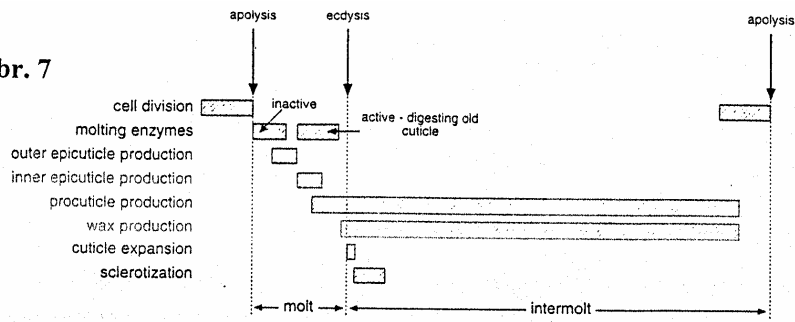 apolysis
ecdysis
apolysis
br. 7
cell division
inactive
molting enzymes
active - digesting old
cuticle
outer epicuticle production
inner epicuticle production
procuticle production
wax production
cuticle expansion
sclerotization
molt
intermolt